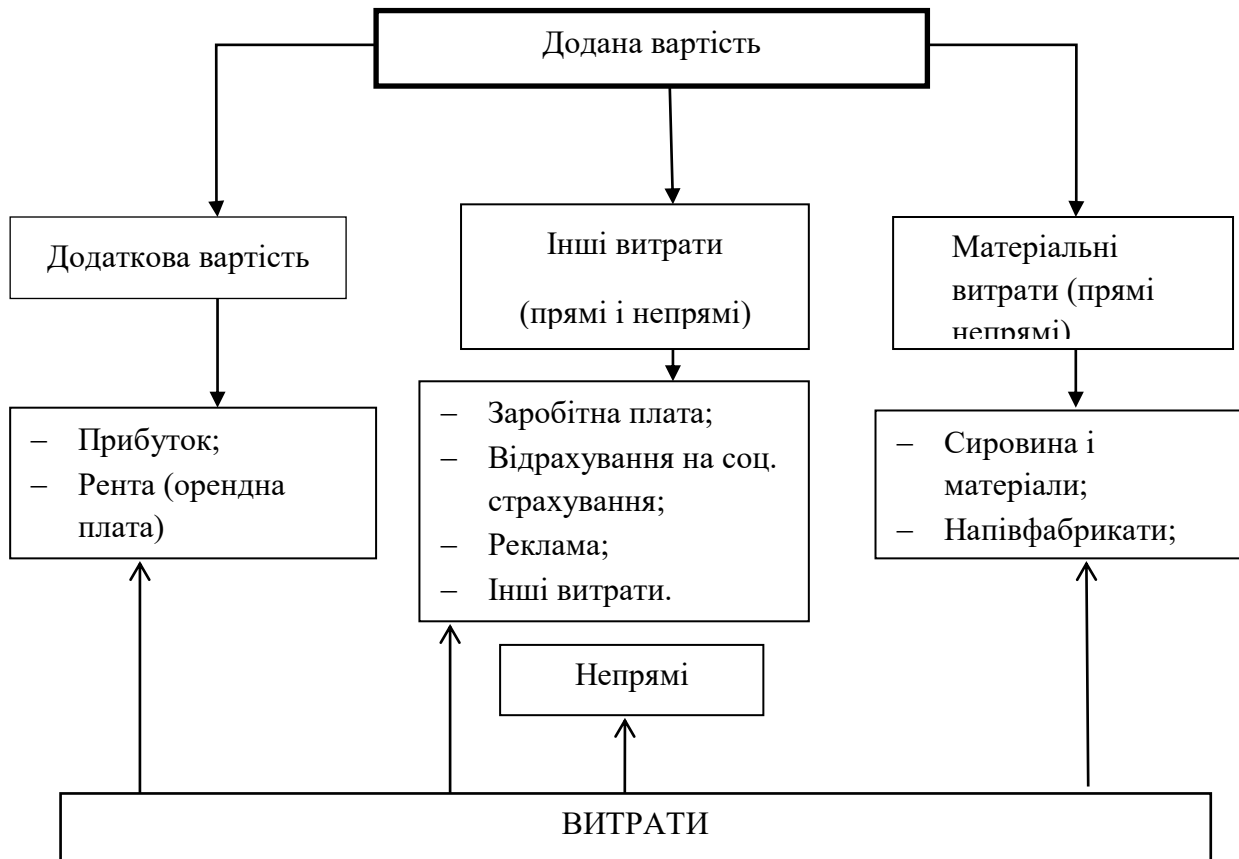 Додана вартість
Додаткова вартість
Інші витрати
(прямі і непрямі)
Матеріальні
витрати (прямі
непрямі)
– Прибуток;
– Рента (орендна
плата)
– Заробітна плата;
– Відрахування на соц.
страхування;
– Реклама;
– Інші витрати.
– Сировина і
матеріали;
– Напівфабрикати;
Непрямі
ВИТРАТИ